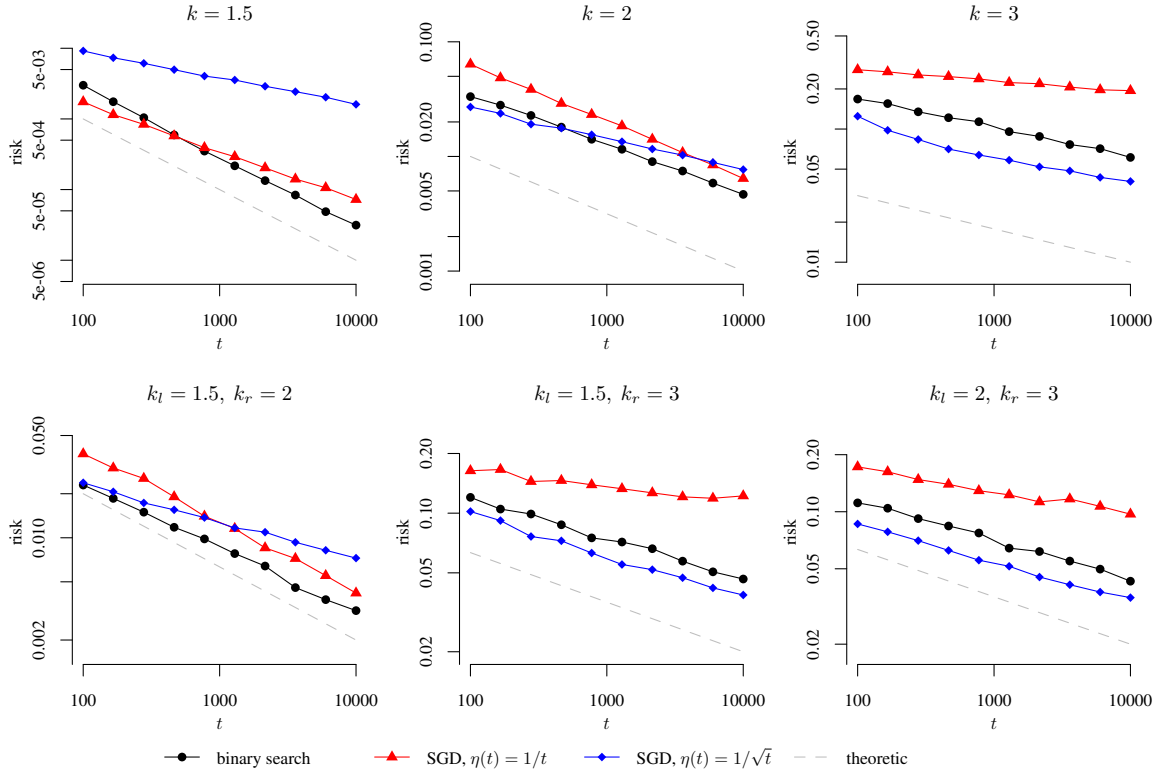 k = 1.5
k = 2
k = 3
risk
5e-03
5e-04
5e-05
5e-06
100
1000
10000
t
risk
0.100
0.020
0.005
0.001
100
1000
10000
t
risk
0.50
0.20
0.05
0.01
100
1000
10000
t
k_l = 1.5, k_r = 2
k_l = 1.5, k_r = 3
k_l = 2, k_r = 3
risk
0.050
0.010
0.002
100
1000
10000
t
risk
0.20
0.10
0.05
0.02
100
1000
10000
t
risk
0.20
0.10
0.05
0.02
100
1000
10000
t
binary search
SGD, η(t) = 1/t
SGD, η(t) = 1/√t
theoretic